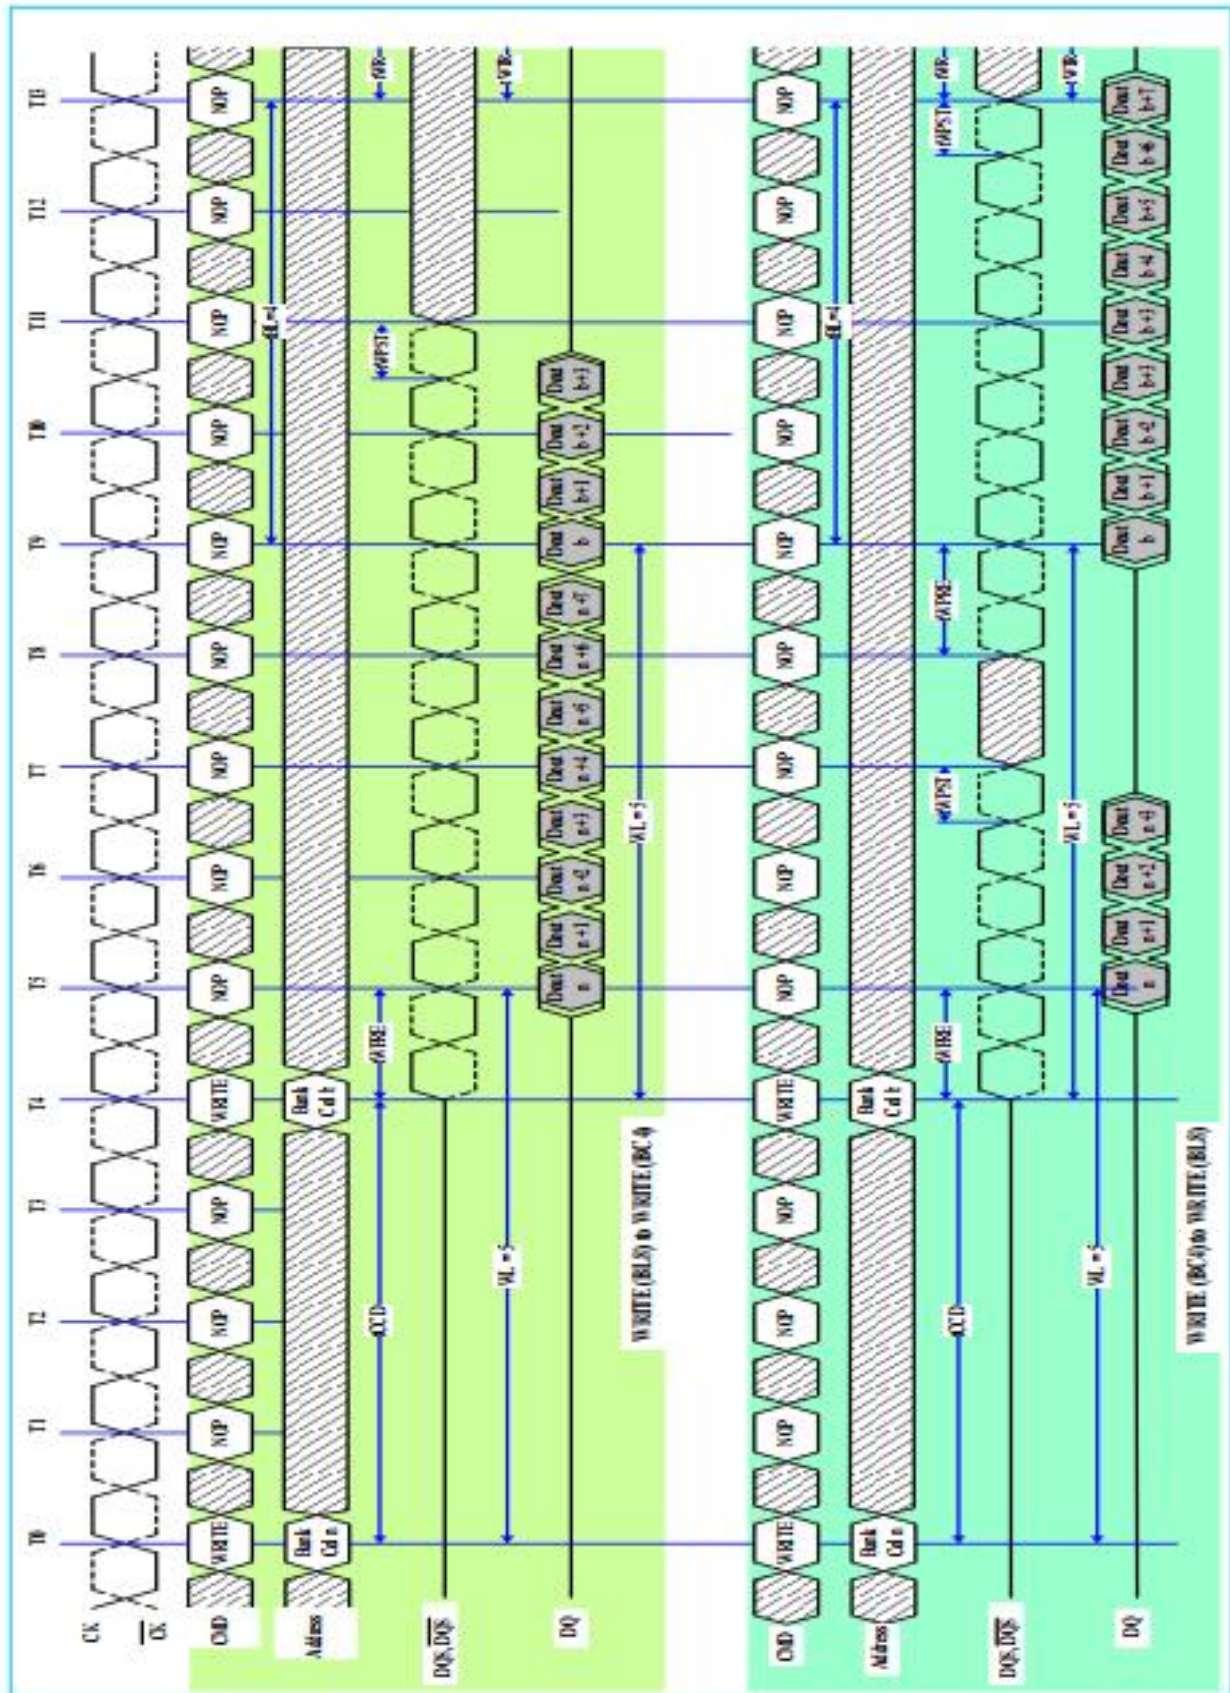 T0 T1 T2 T3 T4 T5 T6 T7 T8 T9 T10 T11 T12 T13
CK
CK
CMD WRITE NOP NOP NOP WRITE NOP NOP NOP NOP NOP NOP NOP NOP NOP
tBL=4
Address Bank Col n Bank Col b
tCCD tWPRE tWPST tWR
DQS, DQS
WL = 5 tWTR
DQ Dout n Dout n+1 Dout n+2 Dout n+3 Dout n+4 Dout n+5 Dout n+6 Dout n+7 Dout b Dout b+1 Dout b+2 Dout b+3
WL = 5
WRITE (BL8) to WRITE (BC4)
CMD WRITE NOP NOP NOP WRITE NOP NOP NOP NOP NOP NOP NOP NOP NOP
tBL=4
Address Bank Col n Bank Col b
tCCD tWPRE tWPST tWPRE tWPST tWR
DQS, DQS
WL = 5 tWTR
WL = 5
DQ Dout n Dout n+1 Dout n+2 Dout n+3 Dout b Dout b+1 Dout b+2 Dout b+3 Dout b+3 Dout b+4 Dout b+5 Dout b+6 Dout b+7
WRITE (BC4) to WRITE (BL8)